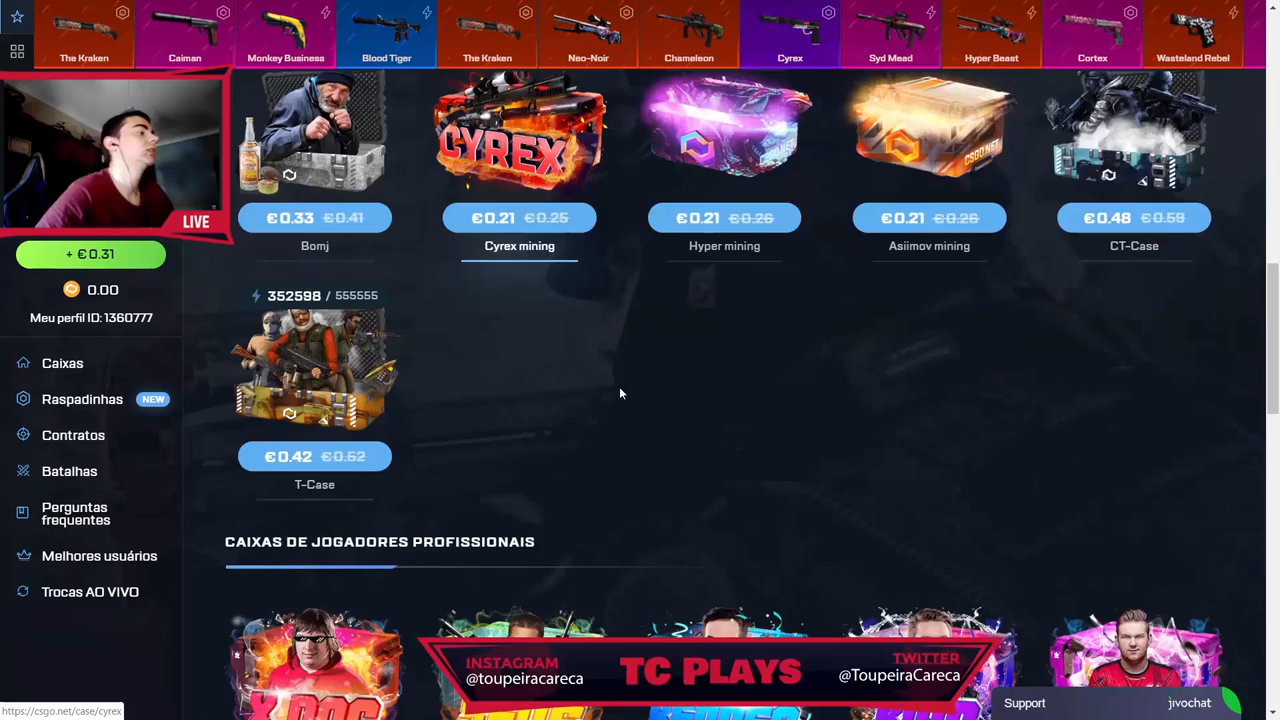 The Kraken
Caiman
Monkey Business
Blood Tiger
The Kraken
Neo-Noir
Chameleon
Cyrex
Syd Mead
Hyper Beast
Cortex
Wasteland Rebel
LIVE
+ €0.31
0.00
Meu perfil ID: 1360777
Caixas
Raspadinhas NEW
Contratos
Batalhas
Perguntas
frequentes
Melhores usuários
Trocas AO VIVO
€0.33 €0.41
Bomj
CYREX
€0.21 €0.25
Cyrex mining
€0.21 €0.26
Hyper mining
CSGO.NET
€0.21 €0.26
Asiimov mining
€0.48 €0.59
CT-Case
352598 / 555555
€0.42 €0.52
T-Case
CAIXAS DE JOGADORES PROFISSIONAIS
INSTAGRAM
@toupeiracareca
TC PLAYS
TWITTER
@ToupeiraCareca
Support jivochat
https://csgo.net/case/cyrex